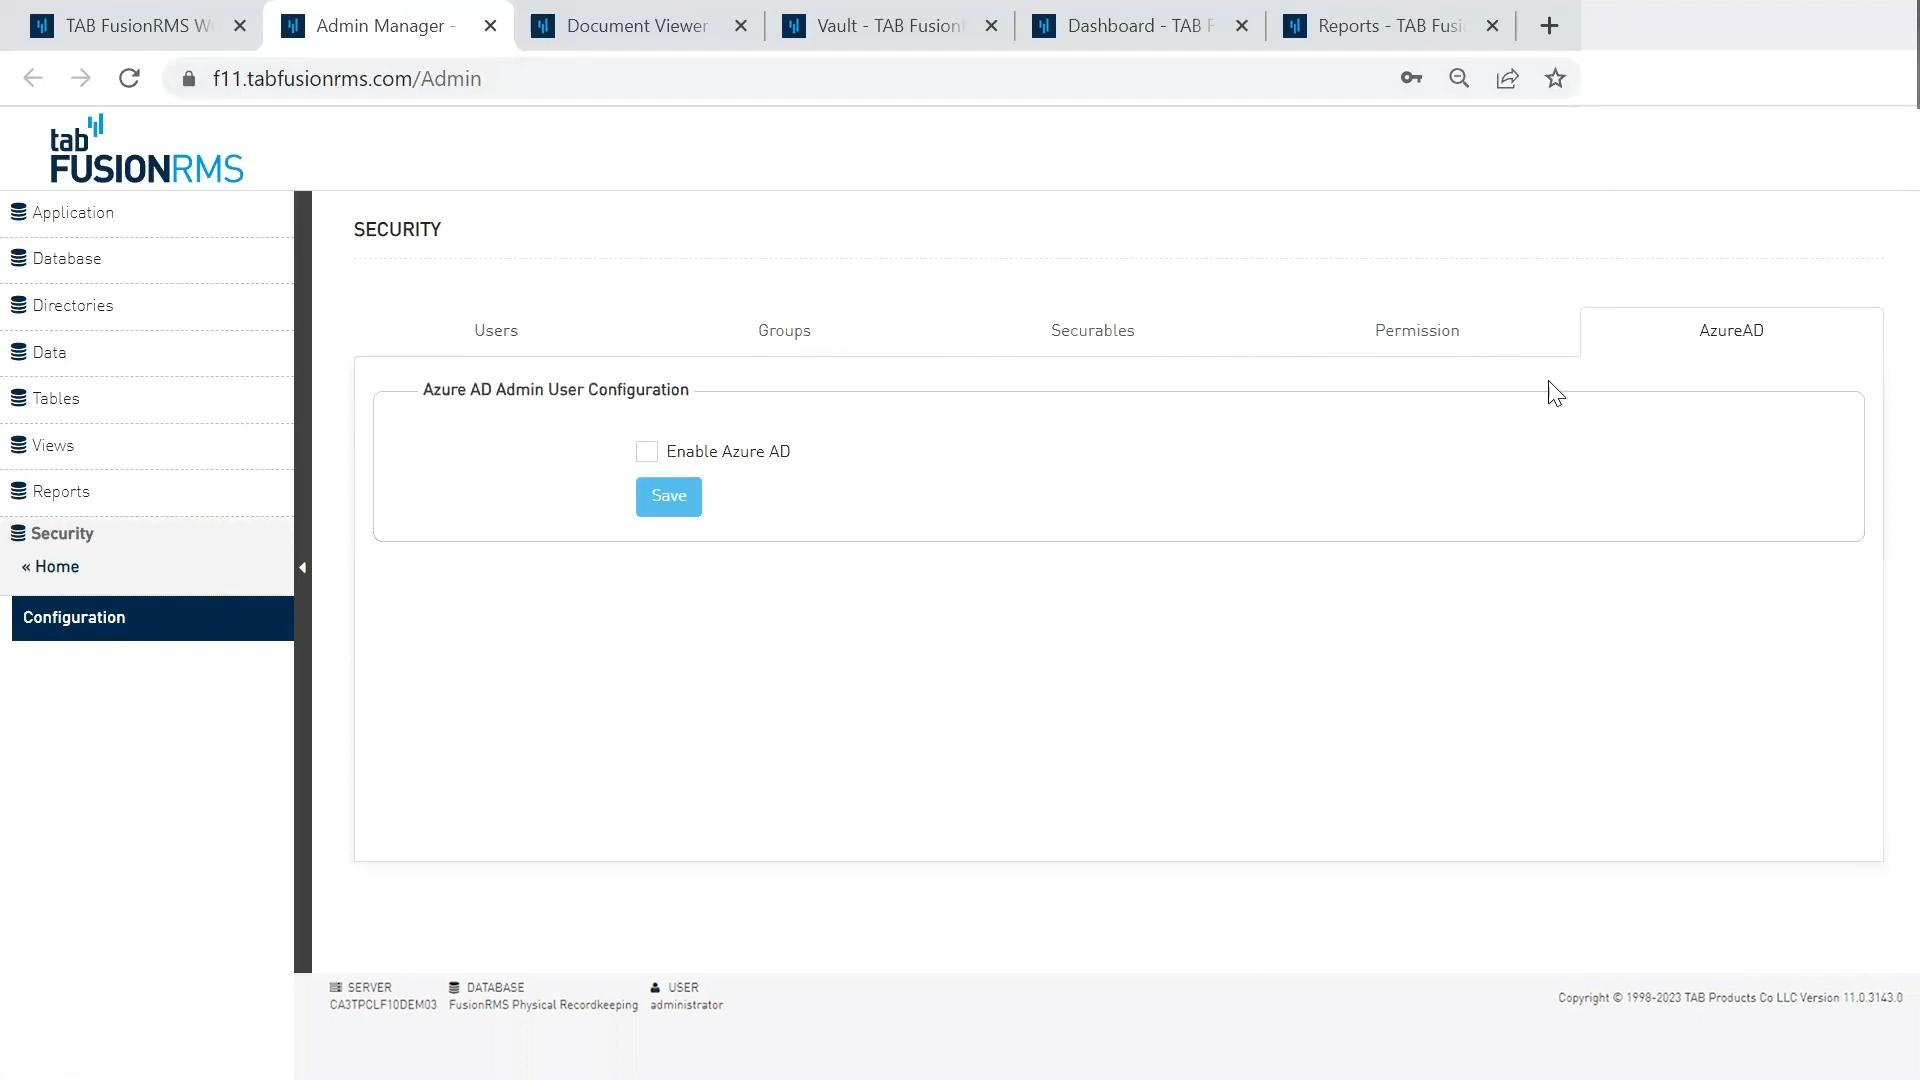 TAB FusionRMS W
Admin Manager -
Document Viewer
Vault - TAB Fusion
Dashboard - TAB F
Reports - TAB Fusi
f11.tabfusionrms.com/Admin
tab
FUSIONRMS
Application
Database
Directories
Data
Tables
Views
Reports
Security
« Home
Configuration
SECURITY
Users
Groups
Securables
Permission
AzureAD
Azure AD Admin User Configuration
Enable Azure AD
Save
SERVER
CA3TPCLF10DEM03
DATABASE
FusionRMS Physical Recordkeeping
USER
administrator
Copyright © 1998-2023 TAB Products Co LLC Version 11.0.3143.0